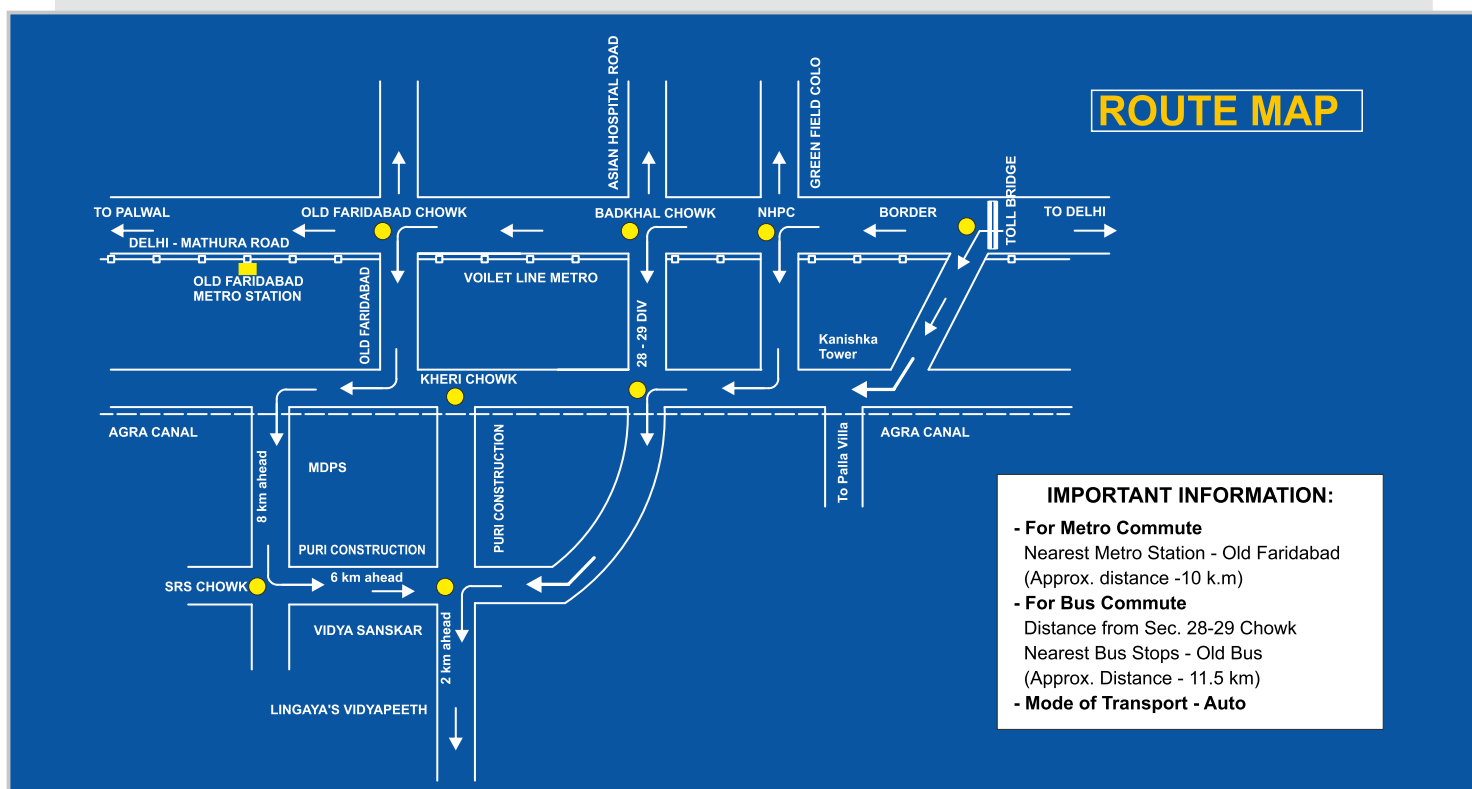 ROUTE MAP
ASIAN HOSPITAL ROAD
GREEN FIELD COLO
TOLL BRIDGE
TO PALWAL
OLD FARIDABAD CHOWK
BADKHAL CHOWK
NHPC
BORDER
TO DELHI
DELHI - MATHURA ROAD
OLD FARIDABAD
METRO STATION
VOILET LINE METRO
OLD FARIDABAD
28 - 29 DIV
Kanishka
Tower
KHERI CHOWK
AGRA CANAL
AGRA CANAL
8 km ahead
MDPS
PURI CONSTRUCTION
To Palla Villa
PURI CONSTRUCTION
SRS CHOWK
6 km ahead
VIDYA SANSKAR
2 km ahead
LINGAYA'S VIDYAPEETH
IMPORTANT INFORMATION:
- For Metro Commute
Nearest Metro Station - Old Faridabad
(Approx. distance -10 k.m)
- For Bus Commute
Distance from Sec. 28-29 Chowk
Nearest Bus Stops - Old Bus
(Approx. Distance - 11.5 km)
- Mode of Transport - Auto